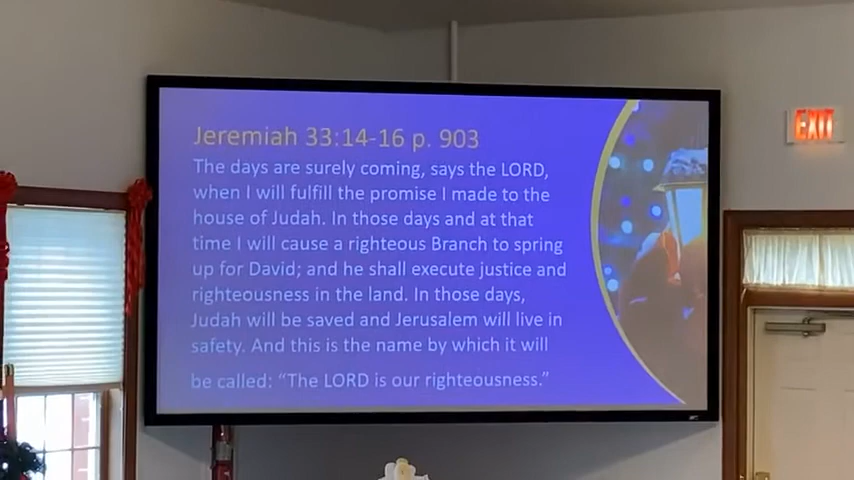 Jeremiah 33:14-16 p. 903
The days are surely coming, says the LORD,
when I will fulfill the promise I made to the
house of Judah. In those days and at that
time I will cause a righteous Branch to spring
up for David; and he shall execute justice and
righteousness in the land. In those days,
Judah will be saved and Jerusalem will live in
safety. And this is the name by which it will
be called: “The LORD is our righteousness.”
EXIT